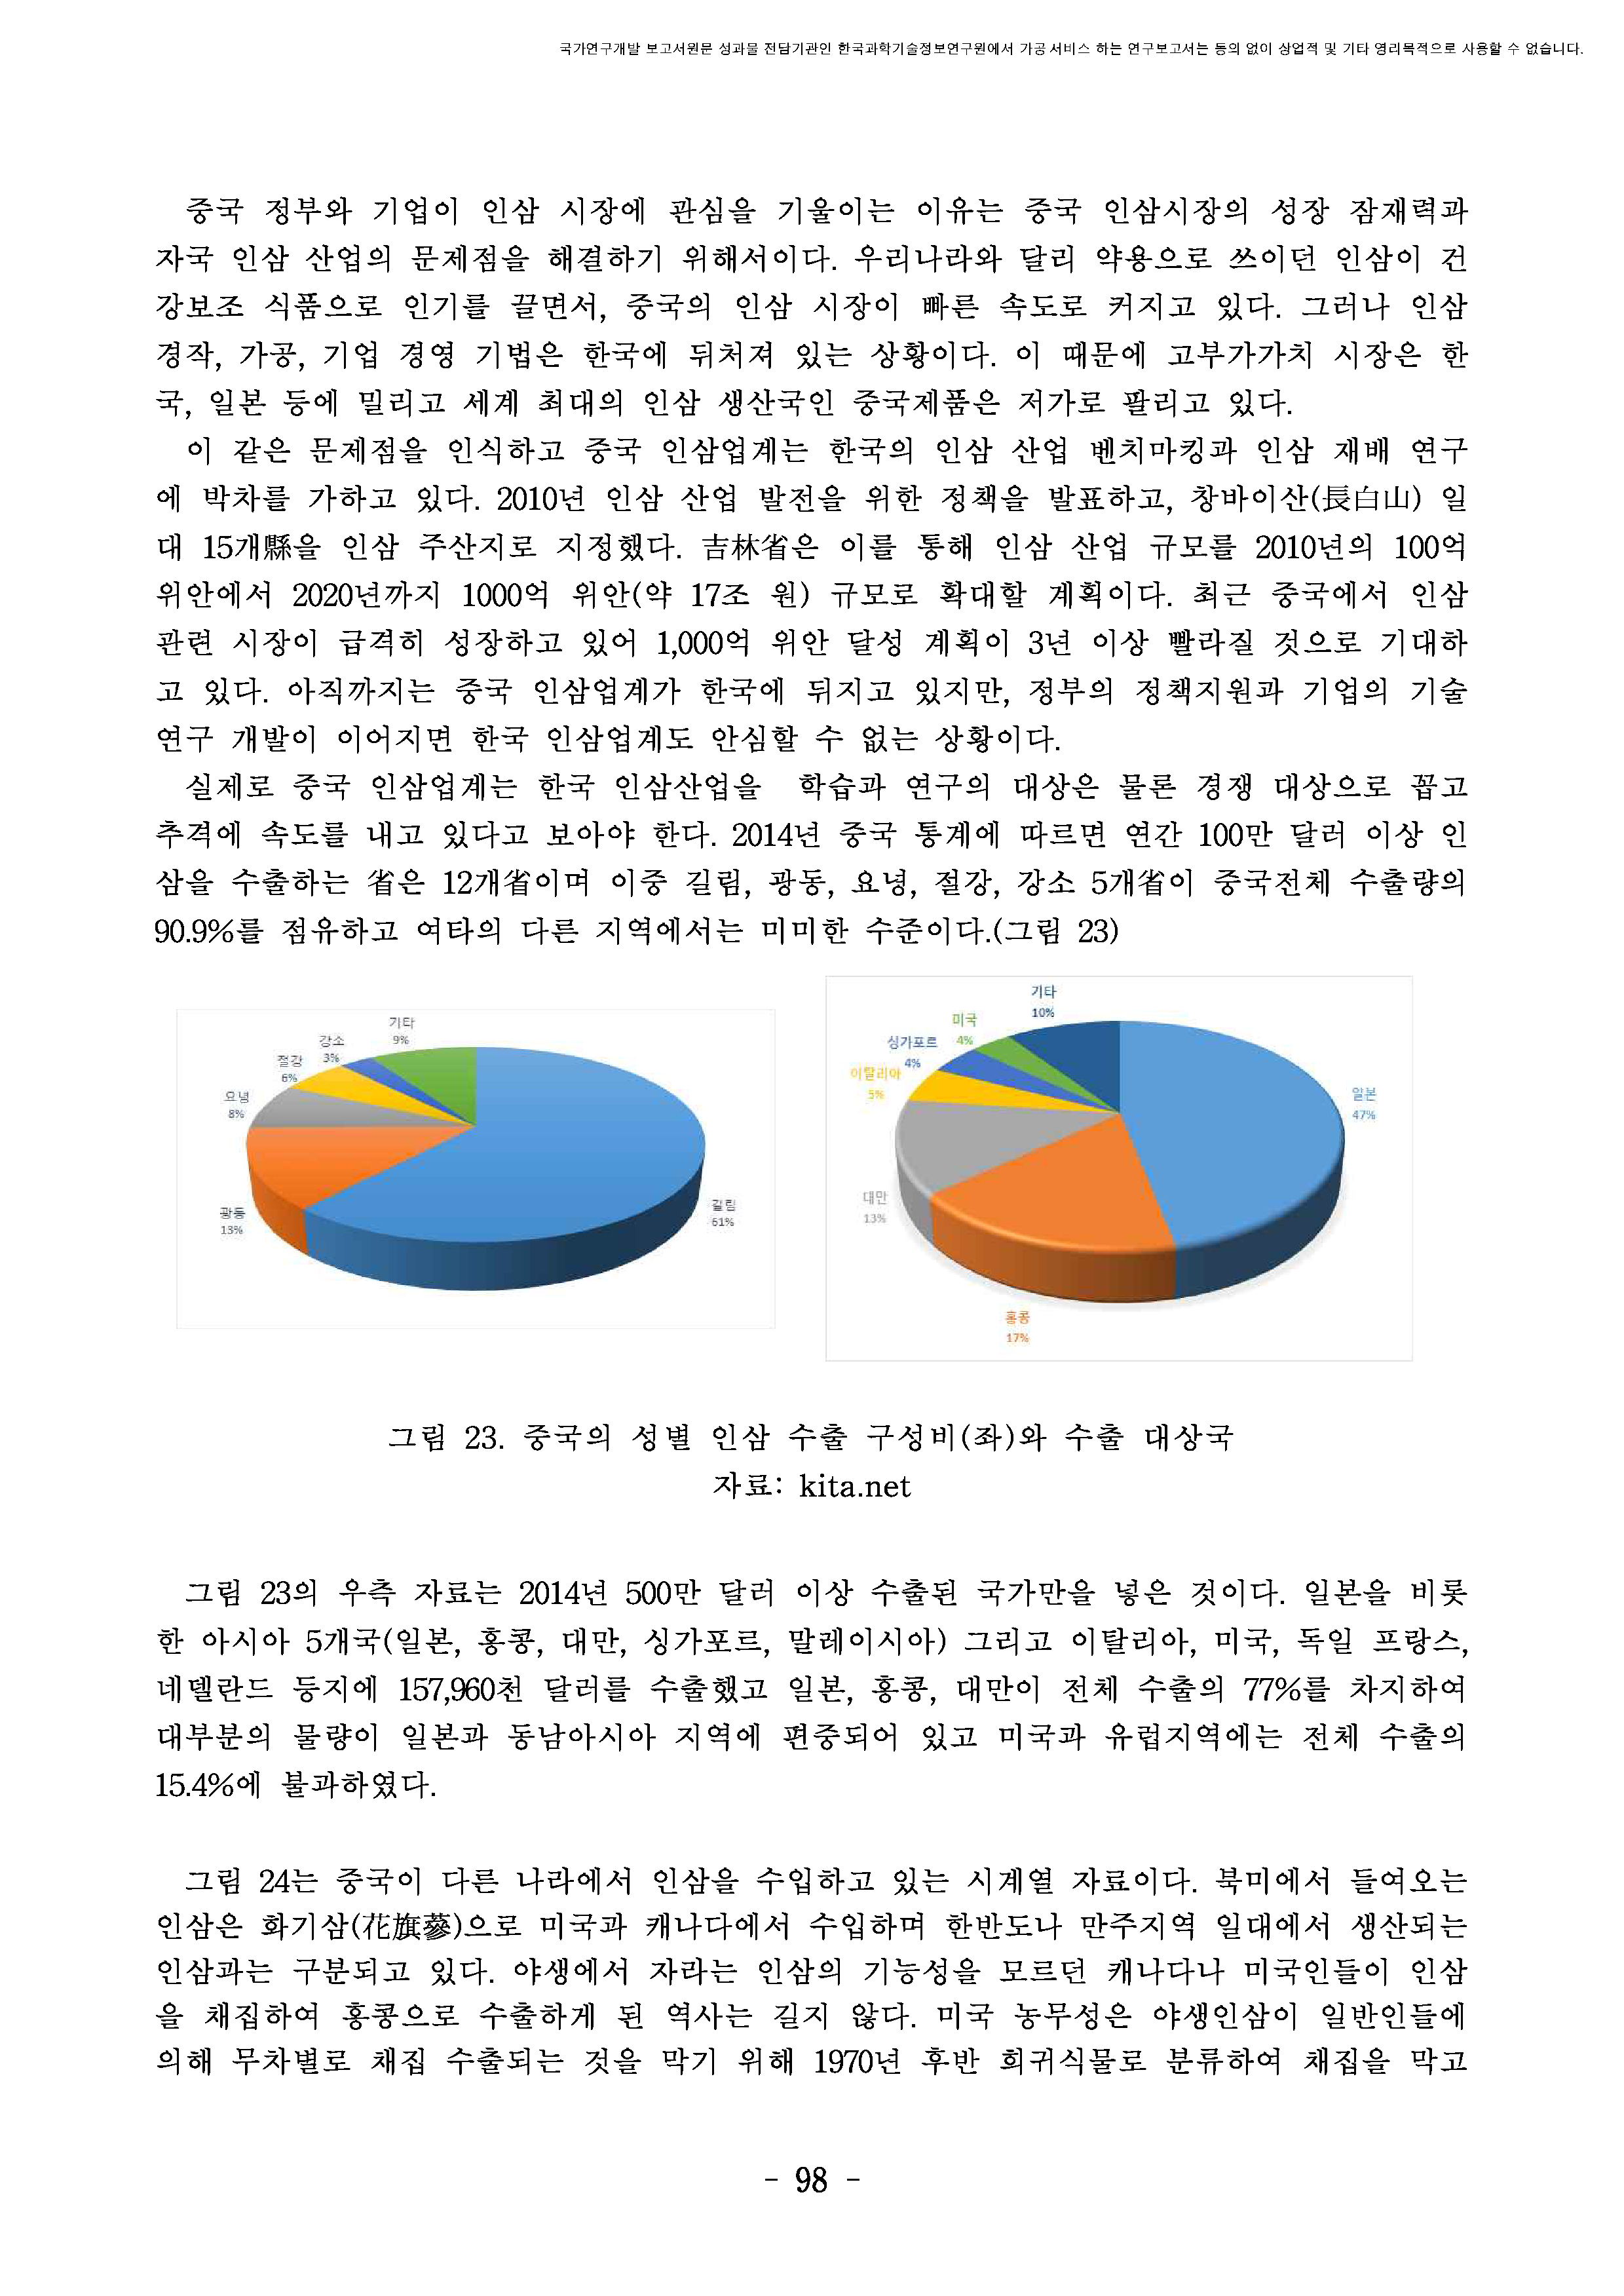 국가연구개발 보고서원문 성과물 전담기관인 한국과학기술정보연구원에서 가공·서비스 하는 연구보고서는 동의 없이 상업적 및 기타 영리목적으로 사용할 수 없습니다.
중국 정부와 기업이 인삼 시장에 관심을 기울이는 이유는 중국 인삼시장의 성장 잠재력과
자국 인삼 산업의 문제점을 해결하기 위해서이다. 우리나라와 달리 약용으로 쓰이던 인삼이 건
강보조 식품으로 인기를 끌면서, 중국의 인삼 시장이 빠른 속도로 커지고 있다. 그러나 인삼
경작, 가공, 기업 경영 기법은 한국에 뒤처져 있는 상황이다. 이 때문에 고부가가치 시장은 한
국, 일본 등에 밀리고 세계 최대의 인삼 생산국인 중국제품은 저가로 팔리고 있다.
이 같은 문제점을 인식하고 중국 인삼업계는 한국의 인삼 산업 벤치마킹과 인삼 재배 연구
에 박차를 가하고 있다. 2010년 인삼 산업 발전을 위한 정책을 발표하고, 창바이산(長白山) 일
대 15개縣을 인삼 주산지로 지정했다. 吉林省은 이를 통해 인삼 산업 규모를 2010년의 100억
위안에서 2020년까지 1000억 위안(약 17조 원) 규모로 확대할 계획이다. 최근 중국에서 인삼
관련 시장이 급격히 성장하고 있어 1,000억 위안 달성 계획이 3년 이상 빨라질 것으로 기대하
고 있다. 아직까지는 중국 인삼업계가 한국에 뒤지고 있지만, 정부의 정책지원과 기업의 기술
연구 개발이 이어지면 한국 인삼업계도 안심할 수 없는 상황이다.
실제로 중국 인삼업계는 한국 인삼산업을 학습과 연구의 대상은 물론 경쟁 대상으로 꼽고
추격에 속도를 내고 있다고 보아야 한다. 2014년 중국 통계에 따르면 연간 100만 달러 이상 인
삼을 수출하는 省은 12개省이며 이중 길림, 광동, 요녕, 절강, 강소 5개省이 중국전체 수출량의
90.9%를 점유하고 여타의 다른 지역에서는 미미한 수준이다.(그림 23)
기타
9%
강소
3%
절강
6%
요녕
8%
광동
13%
길림
61%
기타
10%
미국
4%
싱가포르
4%
이탈리아
5%
일본
47%
대만
13%
홍콩
17%
그림 23. 중국의 성별 인삼 수출 구성비(좌)와 수출 대상국
자료: kita.net
그림 23의 우측 자료는 2014년 500만 달러 이상 수출된 국가만을 넣은 것이다. 일본을 비롯
한 아시아 5개국(일본, 홍콩, 대만, 싱가포르, 말레이시아) 그리고 이탈리아, 미국, 독일 프랑스,
네델란드 등지에 157,960천 달러를 수출했고 일본, 홍콩, 대만이 전체 수출의 77%를 차지하여
대부분의 물량이 일본과 동남아시아 지역에 편중되어 있고 미국과 유럽지역에는 전체 수출의
15.4%에 불과하였다.
그림 24는 중국이 다른 나라에서 인삼을 수입하고 있는 시계열 자료이다. 북미에서 들여오는
인삼은 화기삼(花旗蔘)으로 미국과 캐나다에서 수입하며 한반도나 만주지역 일대에서 생산되는
인삼과는 구분되고 있다. 야생에서 자라는 인삼의 기능성을 모르던 캐나다나 미국인들이 인삼
을 채집하여 홍콩으로 수출하게 된 역사는 길지 않다. 미국 농무성은 야생인삼이 일반인들에
의해 무차별로 채집 수출되는 것을 막기 위해 1970년 후반 희귀식물로 분류하여 채집을 막고
- 98 -